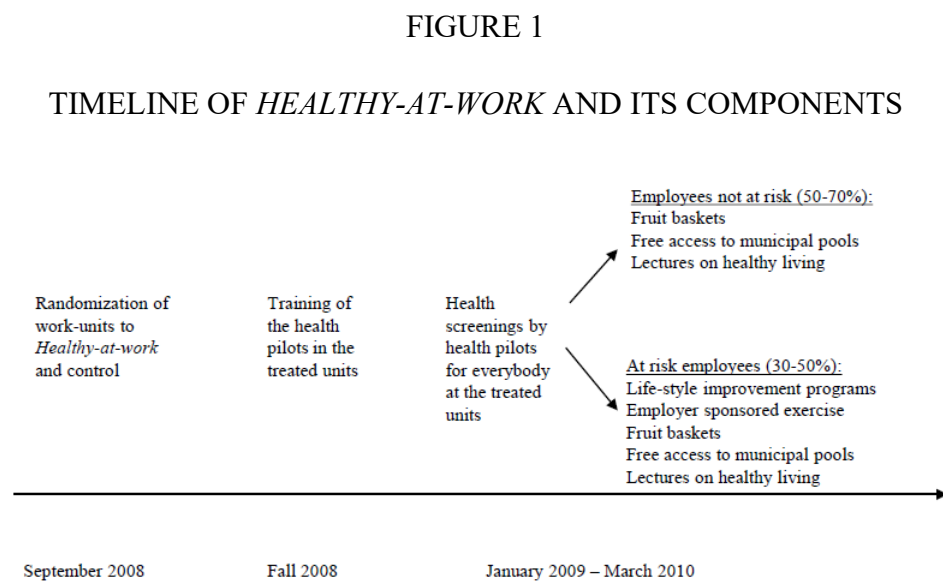 FIGURE 1
TIMELINE OF HEALTHY-AT-WORK AND ITS COMPONENTS
Randomization of
work-units to
Healthy-at-work
and control
Training of
the health
pilots in the
treated units
Health
screenings by
health pilots
for everybody
at the treated
units
Employees not at risk (50-70%):
Fruit baskets
Free access to municipal pools
Lectures on healthy living
At risk employees (30-50%):
Life-style improvement programs
Employer sponsored exercise
Fruit baskets
Free access to municipal pools
Lectures on healthy living
September 2008
Fall 2008
January 2009 – March 2010